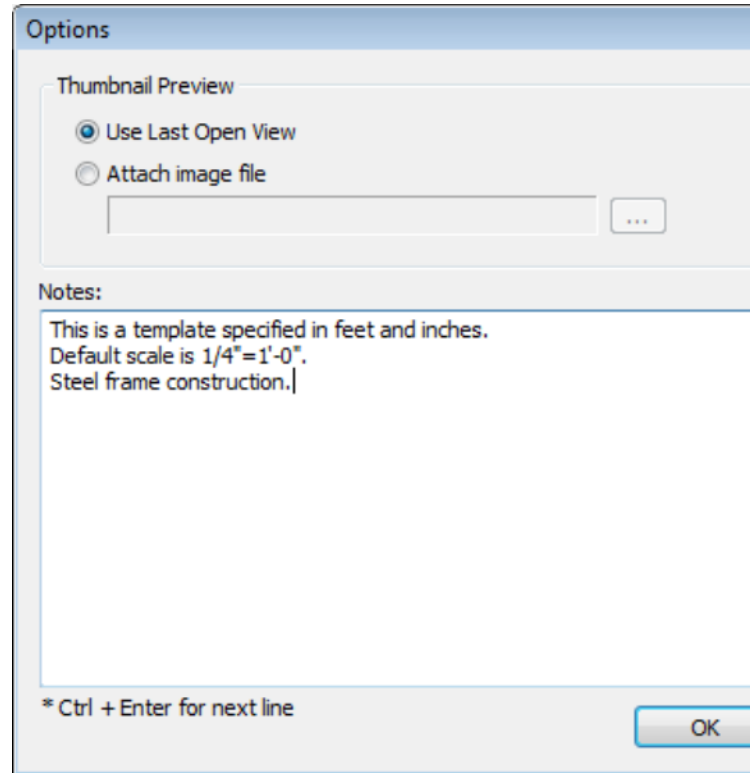 Options
Thumbnail Preview
Use Last Open View
Attach image file
...
Notes:
This is a template specified in feet and inches.
Default scale is 1/4"=1'-0".
Steel frame construction.
* Ctrl + Enter for next line
OK